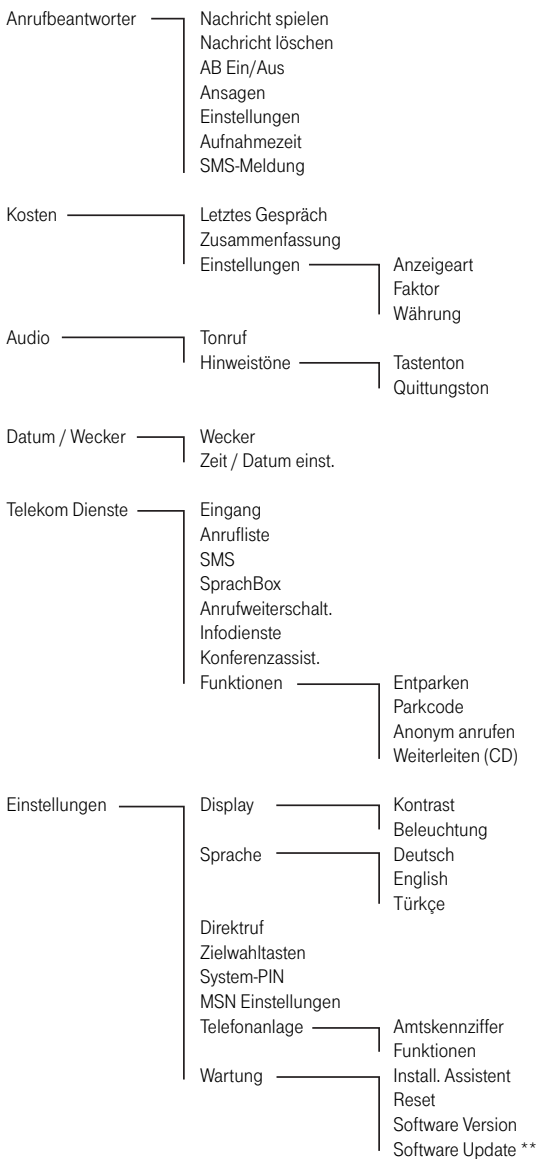 Anrufbeantworter Nachricht spielen
Nachricht löschen
AB Ein/Aus
Ansagen
Einstellungen
Aufnahmezeit
SMS-Meldung
Kosten Letztes Gespräch
Zusammenfassung
Einstellungen Anzeigeart
Faktor
Währung
Audio Tonruf
Hinweistöne Tastenton
Quittungston
Datum / Wecker Wecker
Zeit / Datum einst.
Telekom Dienste Eingang
Anrufliste
SMS
SprachBox
Anrufweiterschalt.
Infodienste
Konferenzassist.
Funktionen Entparken
Parkcode
Anonym anrufen
Weiterleiten (CD)
Einstellungen Display Kontrast
Beleuchtung
Sprache Deutsch
English
Türkçe
Direktruf
Zielwahltasten
System-PIN
MSN Einstellungen
Telefonanlage Amtskennziffer
Funktionen
Wartung Install. Assistent
Reset
Software Version
Software Update **